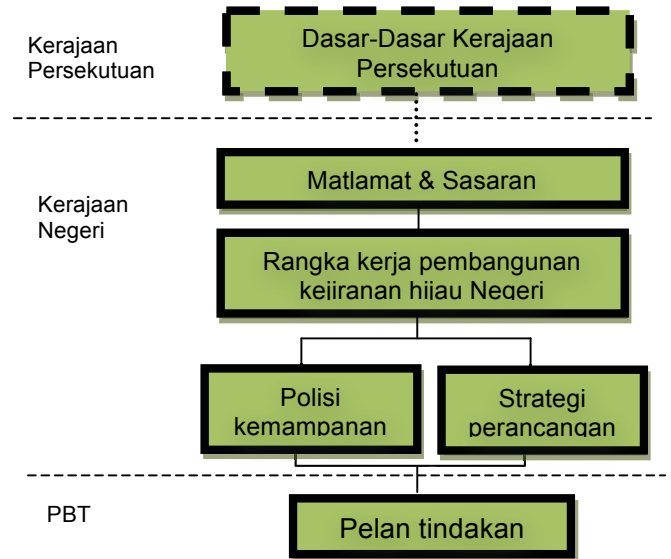 Kerajaan
Persekutuan
Dasar-Dasar Kerajaan
Persekutuan
Kerajaan
Negeri
Matlamat & Sasaran
Rangka kerja pembangunan
kejiranan hijau Negeri
Polisi
kemampanan
Strategi
perancangan
PBT
Pelan tindakan